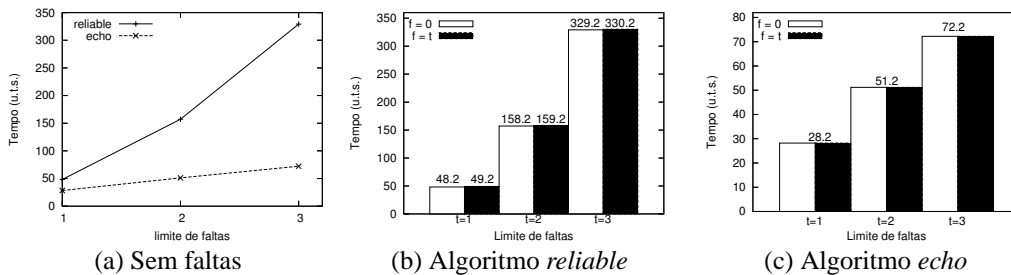 350
300
250
200
150
100
50
0
Tempo (u.t.s.)
reliable
echo
1
2
3
limite de faltas
(a) Sem faltas
350
300
250
200
150
100
50
0
Tempo (u.t.s.)
f = 0
f = t
48.2 49.2
158.2 159.2
329.2 330.2
t=1
t=2
t=3
Limite de faltas
(b) Algoritmo reliable
80
70
60
50
40
30
20
10
0
Tempo (u.t.s.)
f = 0
f = t
28.2
51.2
72.2
t=1
t=2
t=3
Limite de faltas
(c) Algoritmo echo